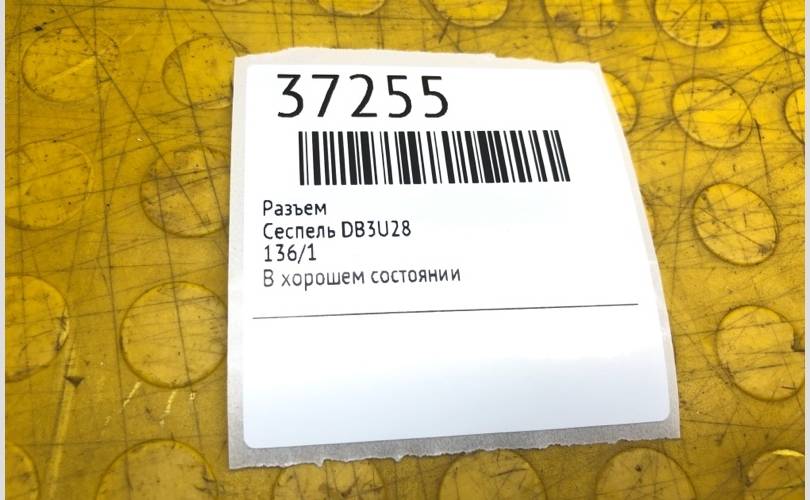 37255
Разъем
Сеспель DB3U28
136/1
В хорошем состоянии